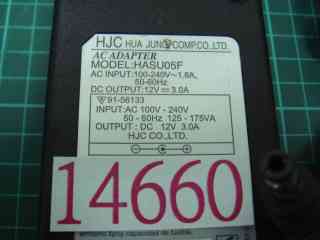 HJC HUA JUNG COMP.CO.,LTD.
AC ADAPTER
MODEL:HASU05F
AC INPUT:100-240V~1.6A,
50-60Hz
DC OUTPUT:12V 3.0A
91-56133
INPUT:AC 100V - 240V
50 - 60Hz 125 - 175VA
OUTPUT : DC 12V 3.0A
HJC CO., LTD.
14660